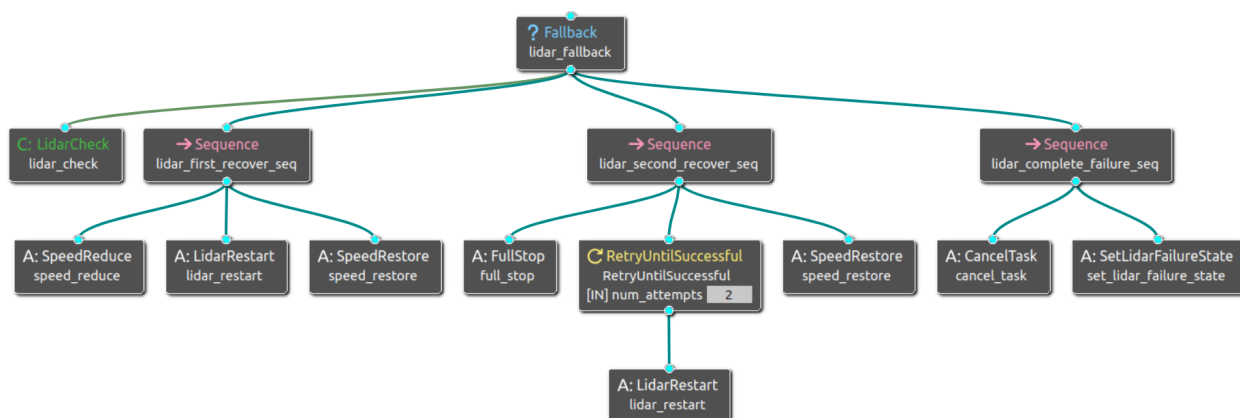 ? Fallback
lidar_fallback
C: LidarCheck
lidar_check
→ Sequence
lidar_first_recover_seq
→ Sequence
lidar_second_recover_seq
→ Sequence
lidar_complete_failure_seq
A: SpeedReduce
speed_reduce
A: LidarRestart
lidar_restart
A: SpeedRestore
speed_restore
A: FullStop
full_stop
RetryUntilSuccessful
RetryUntilSuccessful
[IN] num_attempts 2
A: SpeedRestore
speed_restore
A: CancelTask
cancel_task
A: SetLidarFailureState
set_lidar_failure_state
A: LidarRestart
lidar_restart